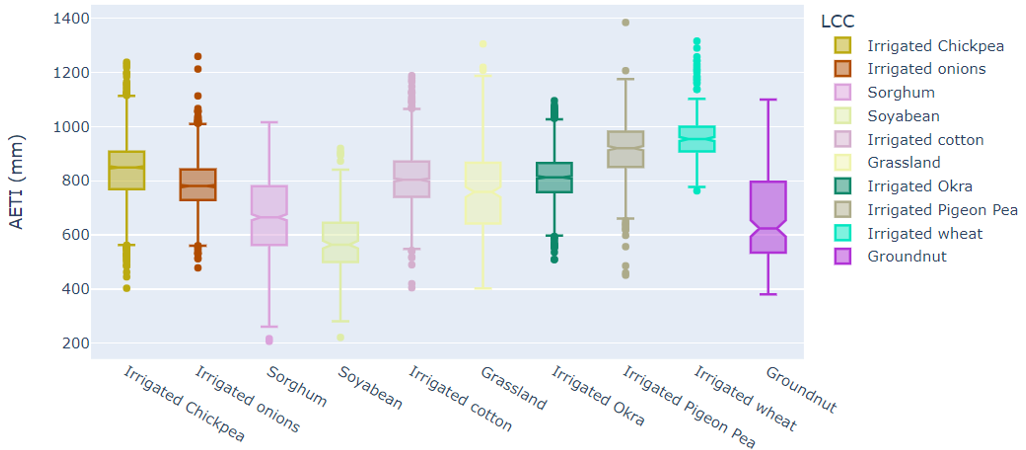 AETI (mm)
1400
1200
1000
800
600
400
200
Irrigated Chickpea
Irrigated onions
Sorghum
Soyabean
Irrigated cotton
Grassland
Irrigated Okra
Irrigated Pigeon Pea
Irrigated wheat
Groundnut
LCC
Irrigated Chickpea
Irrigated onions
Sorghum
Soyabean
Irrigated cotton
Grassland
Irrigated Okra
Irrigated Pigeon Pea
Irrigated wheat
Groundnut